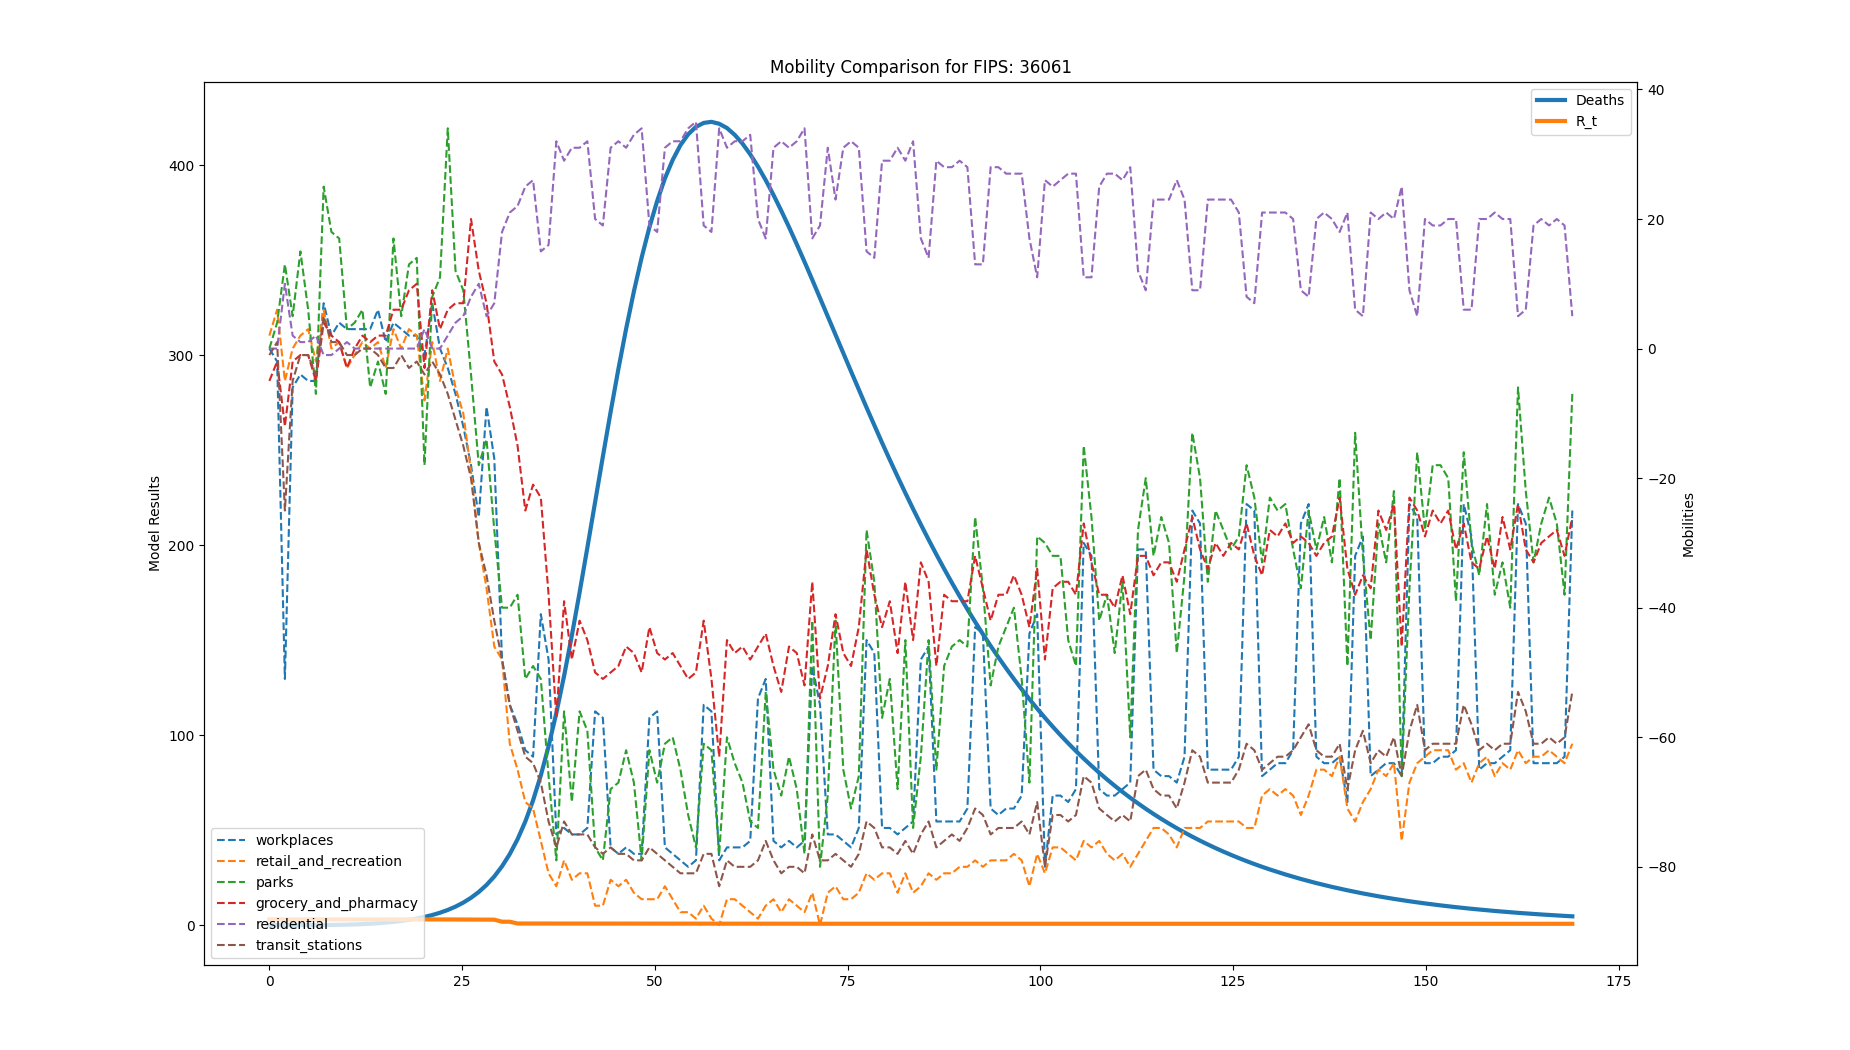 Mobility Comparison for FIPS: 36061
Deaths
R_t
Model Results
400
300
200
100
0
Mobilities
40
20
0
−20
−40
−60
−80
workplaces
retail_and_recreation
parks
grocery_and_pharmacy
residential
transit_stations
0 25 50 75 100 125 150 175